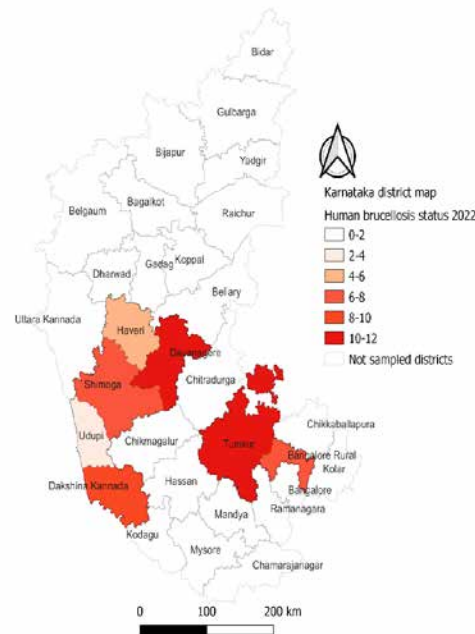 Bidar
Gulbarga
Bijapur
Yadgir
Bagalkot
Belgaum
Raichur
Koppal
Gadag
Dharwad
Bellary
Uttara Kannada
Haveri
Davanagere
Shimoga
Chitradurga
Udupi
Chikmagalur
Tumkur
Chikkaballapura
Bangalore Rural
Kolar
Hassan
Dakshina Kannada
Bangalore
Ramanagara
Mandya
Kodagu
Mysore
Chamarajanagar
Karnataka district map
Human brucellosis status 2022
0-2
2-4
4-6
6-8
8-10
10-12
Not sampled districts
0 100 200 km